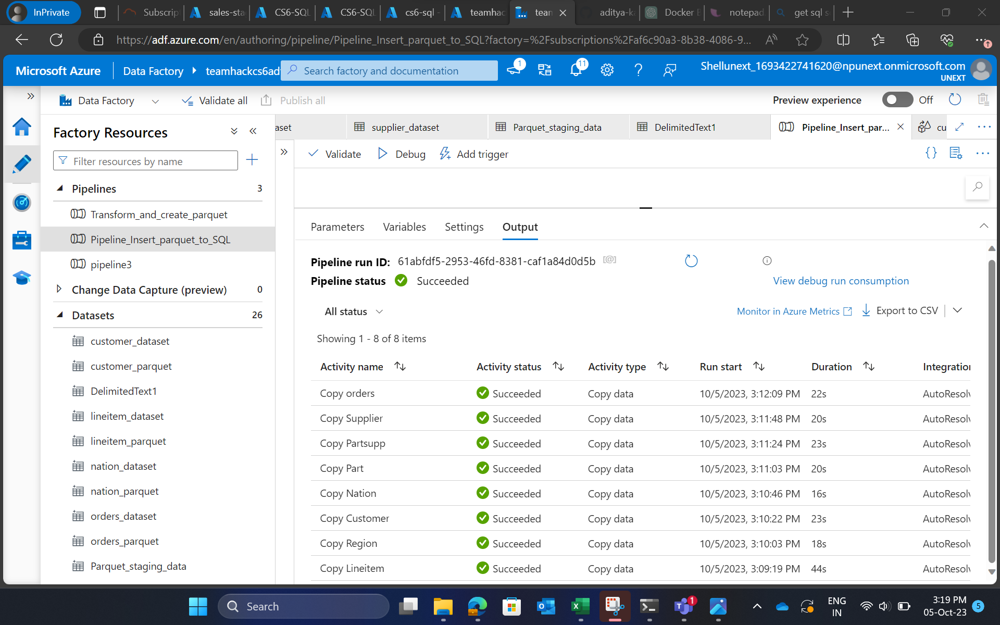 InPrivate
Subscrip
sales-sta
CS6-SQL
CS6-SQL
cs6-sql -
teamhac
team
aditya-ka
Docker E
notepad
get sql s
https://adf.azure.com/en/authoring/pipeline/Pipeline_Insert_parquet_to_SQL?factory=%2Fsubscriptions%2Faf6c90a3-8b38-4086-9...
Microsoft Azure
Data Factory
teamhackcs6ad
Search factory and documentation
1
11
Shellunext_1693422741620@npunext.onmicrosoft.com
UNEXT
Data Factory
Validate all
Publish all
Preview experience
Off
Factory Resources
Filter resources by name
Pipelines 3
Transform_and_create_parquet
Pipeline_Insert_parquet_to_SQL
pipeline3
Change Data Capture (preview) 0
Datasets 26
customer_dataset
customer_parquet
DelimitedText1
lineitem_dataset
lineitem_parquet
nation_dataset
nation_parquet
orders_dataset
orders_parquet
Parquet_staging_data
aset
supplier_dataset
Parquet_staging_data
DelimitedText1
Pipeline_Insert_par...
cu
Validate
Debug
Add trigger
Parameters
Variables
Settings
Output
Pipeline run ID: 61abfdf5-2953-46fd-8381-caf1a84d0d5b
Pipeline status Succeeded
View debug run consumption
All status
Monitor in Azure Metrics
Export to CSV
Showing 1 - 8 of 8 items
Activity name Activity status Activity type Run start Duration Integration
Copy orders Succeeded Copy data 10/5/2023, 3:12:09 PM 22s AutoResolv
Copy Supplier Succeeded Copy data 10/5/2023, 3:11:48 PM 20s AutoResolv
Copy Partsupp Succeeded Copy data 10/5/2023, 3:11:24 PM 23s AutoResolv
Copy Part Succeeded Copy data 10/5/2023, 3:11:03 PM 20s AutoResolv
Copy Nation Succeeded Copy data 10/5/2023, 3:10:46 PM 16s AutoResolv
Copy Customer Succeeded Copy data 10/5/2023, 3:10:22 PM 23s AutoResolv
Copy Region Succeeded Copy data 10/5/2023, 3:10:03 PM 18s AutoResolv
Copy Lineitem Succeeded Copy data 10/5/2023, 3:09:19 PM 44s AutoResolv
Search
1
ENG
IN
3:19 PM
05-Oct-23
5